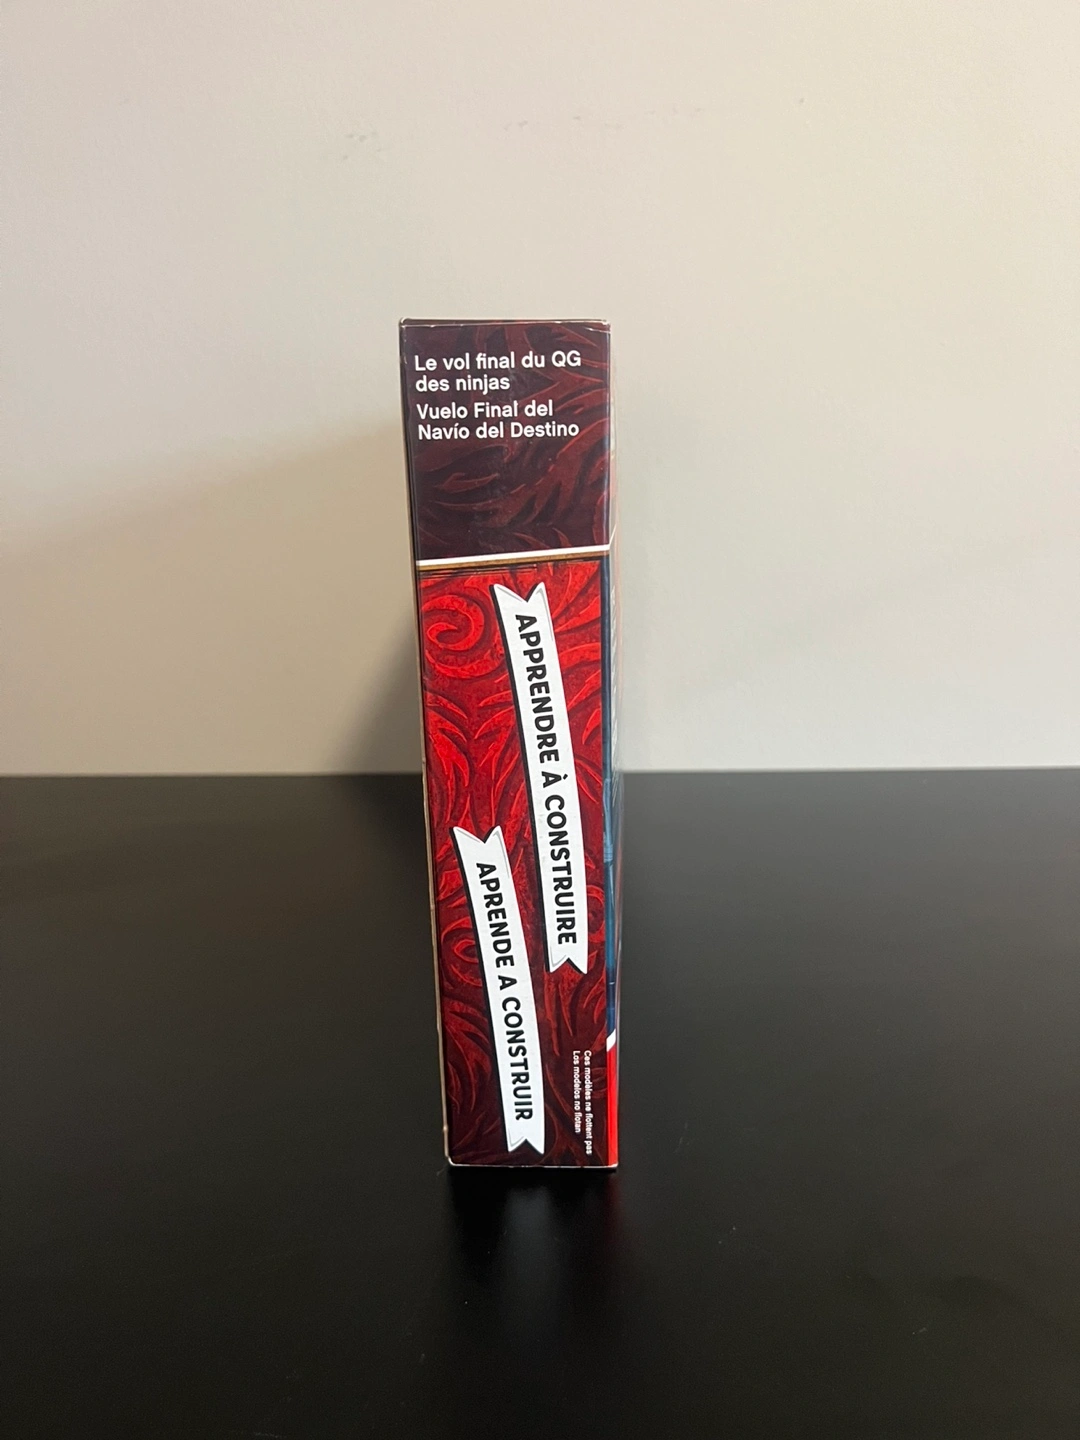 Le vol final du QG
des ninjas
Vuelo Final del
Navío del Destino
APPRENDRE À CONSTRUIRE
APRENDE A CONSTRUIR
Ces modèles ne flottent pas
Los modelos no flotan